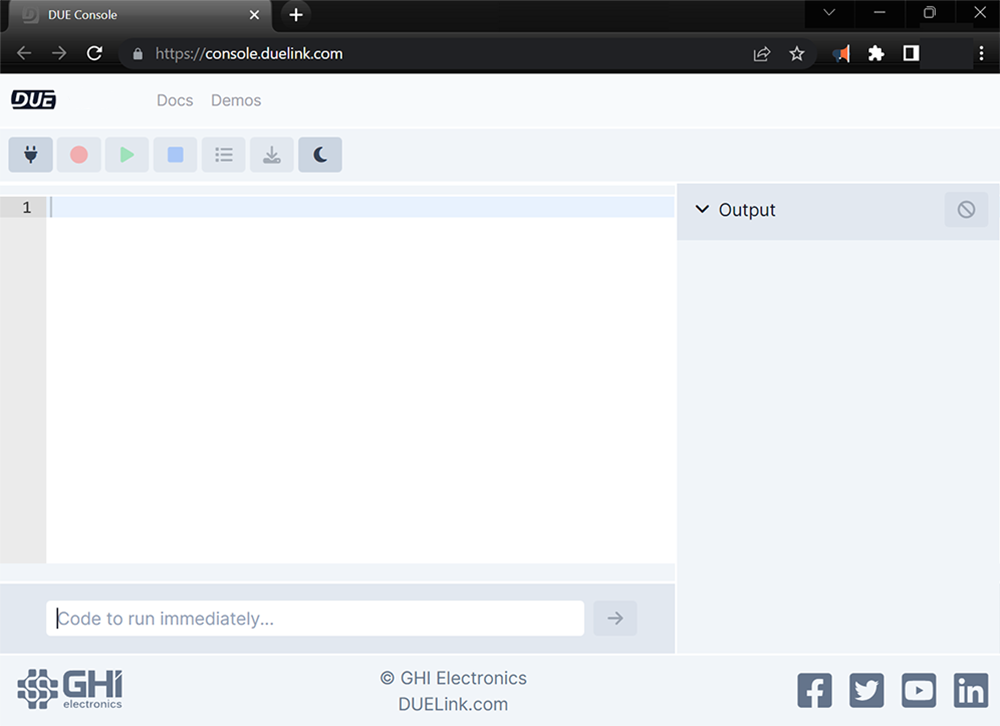 DUE Console
https://console.duelink.com
DUE
Docs Demos
1
Output
Code to run immediately...
GHI
electronics
© GHI Electronics
DUELink.com